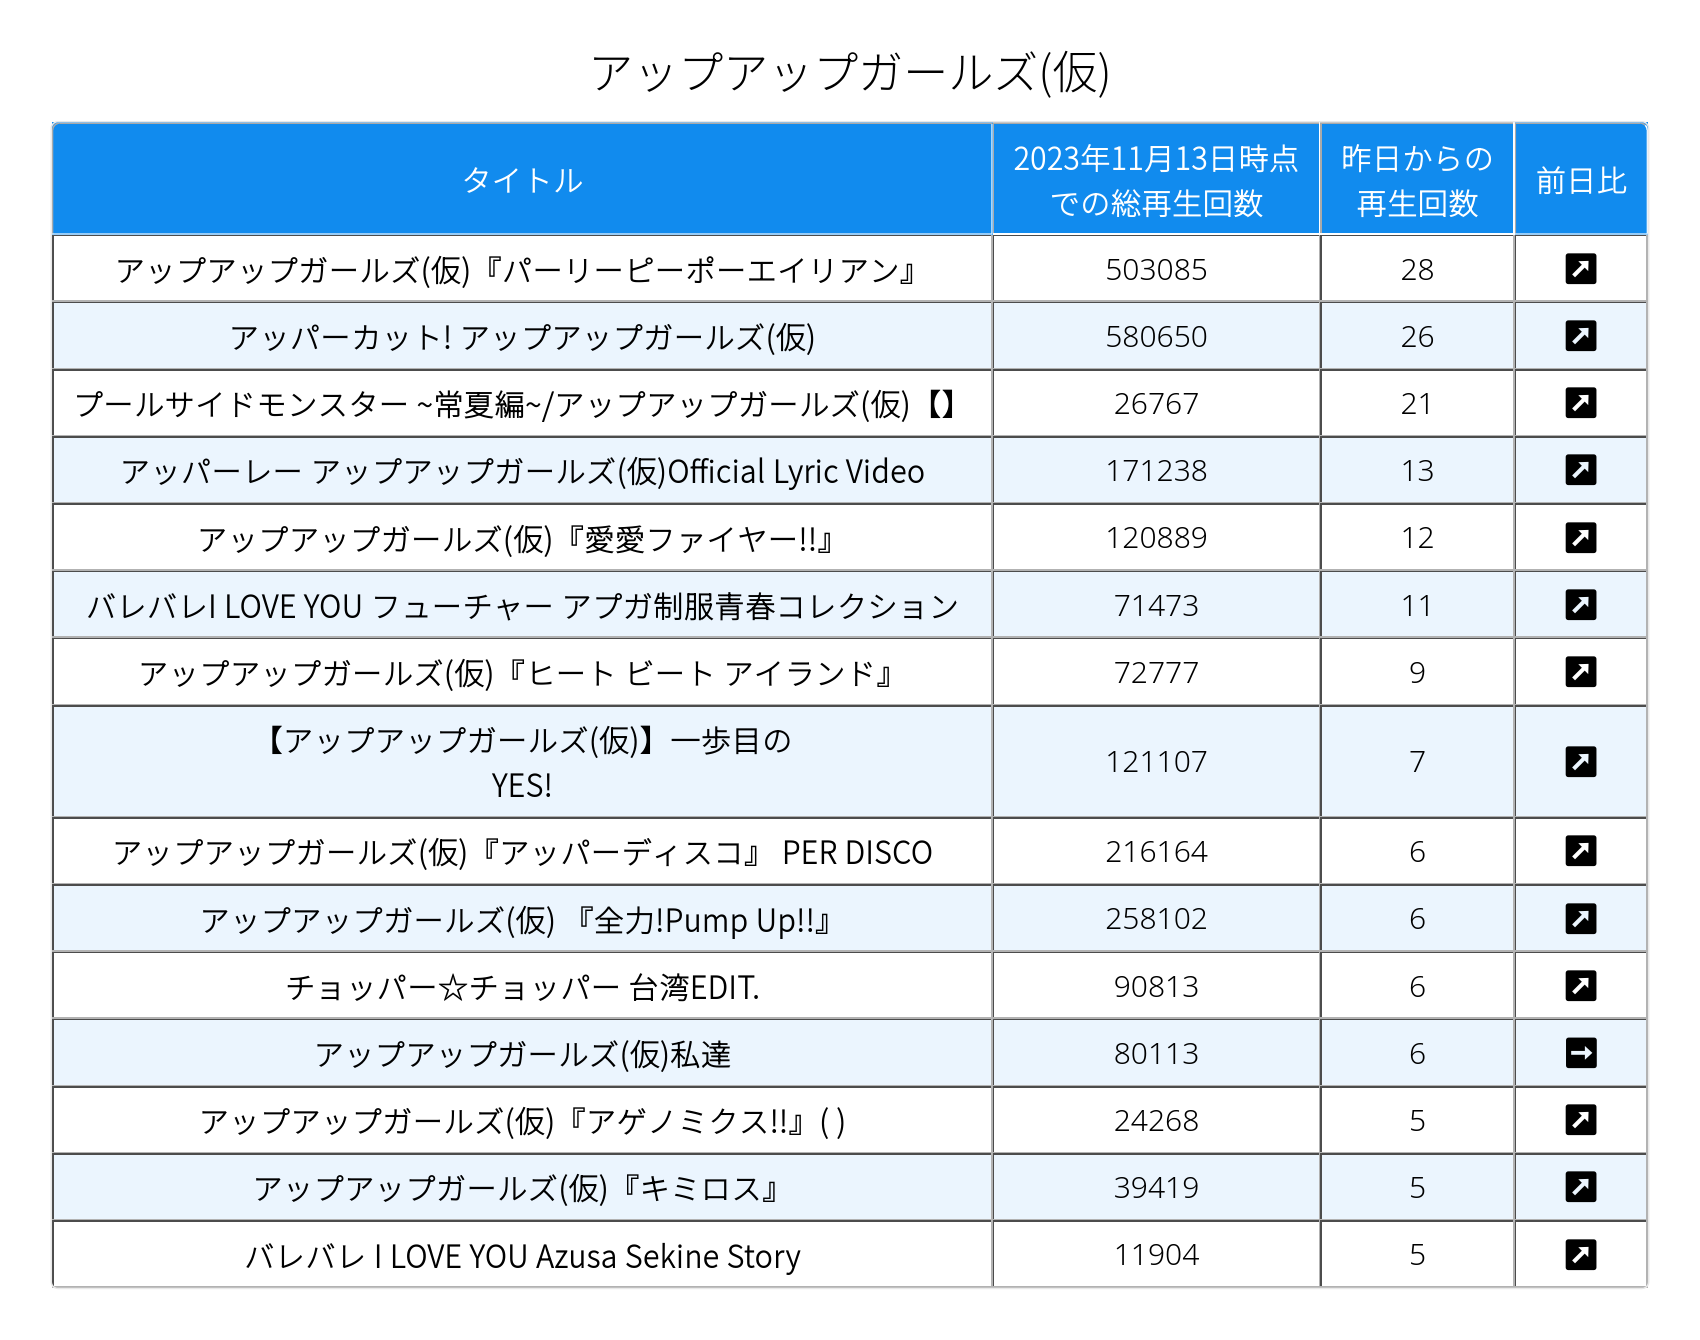 アップアップガールズ(仮)
タイトル 2023年11月13日時点での総再生回数 昨日からの再生回数 前日比
アップアップガールズ(仮)『パーリーピーポーエイリアン』 503085 28
アッパーカット! アップアップガールズ(仮) 580650 26
プールサイドモンスター ~常夏編~/アップアップガールズ(仮)【】 26767 21
アッパーレー アップアップガールズ(仮)Official Lyric Video 171238 13
アップアップガールズ(仮)『愛愛ファイヤー!!』 120889 12
バレバレI LOVE YOU フューチャー アプガ制服青春コレクション 71473 11
アップアップガールズ(仮)『ヒート ビート アイランド』 72777 9
【アップアップガールズ(仮)】一歩目の
YES! 121107 7
アップアップガールズ(仮)『アッパーディスコ』 PER DISCO 216164 6
アップアップガールズ(仮) 『全力!Pump Up!!』 258102 6
チョッパー☆チョッパー 台湾EDIT. 90813 6
アップアップガールズ(仮)私達 80113 6
アップアップガールズ(仮)『アゲノミクス!!』( ) 24268 5
アップアップガールズ(仮)『キミロス』 39419 5
バレバレ I LOVE YOU Azusa Sekine Story 11904 5